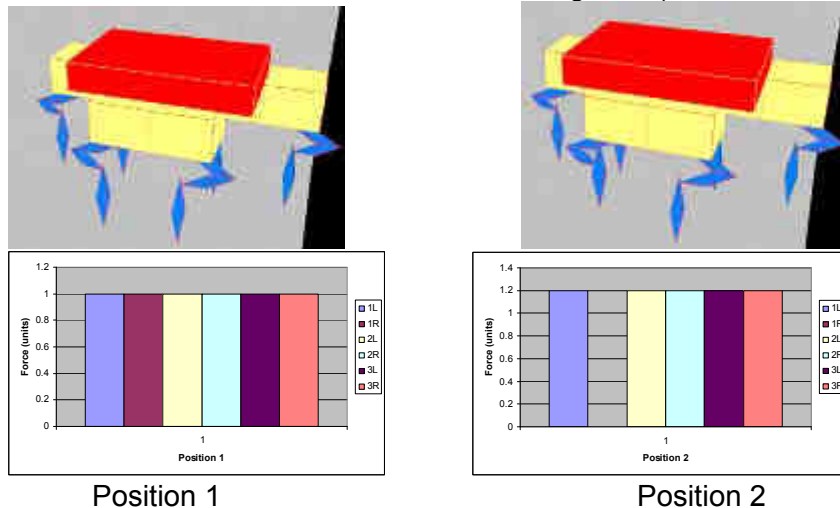 1.2
1
0.8
0.6
0.4
0.2
0
Force (units)
1
Position 1
1L
1R
2L
2R
3L
3R
1.4
1.2
1
0.8
0.6
0.4
0.2
0
Force (units)
1
Position 2
1L
1R
2L
2R
3L
3R
Position 1
Position 2